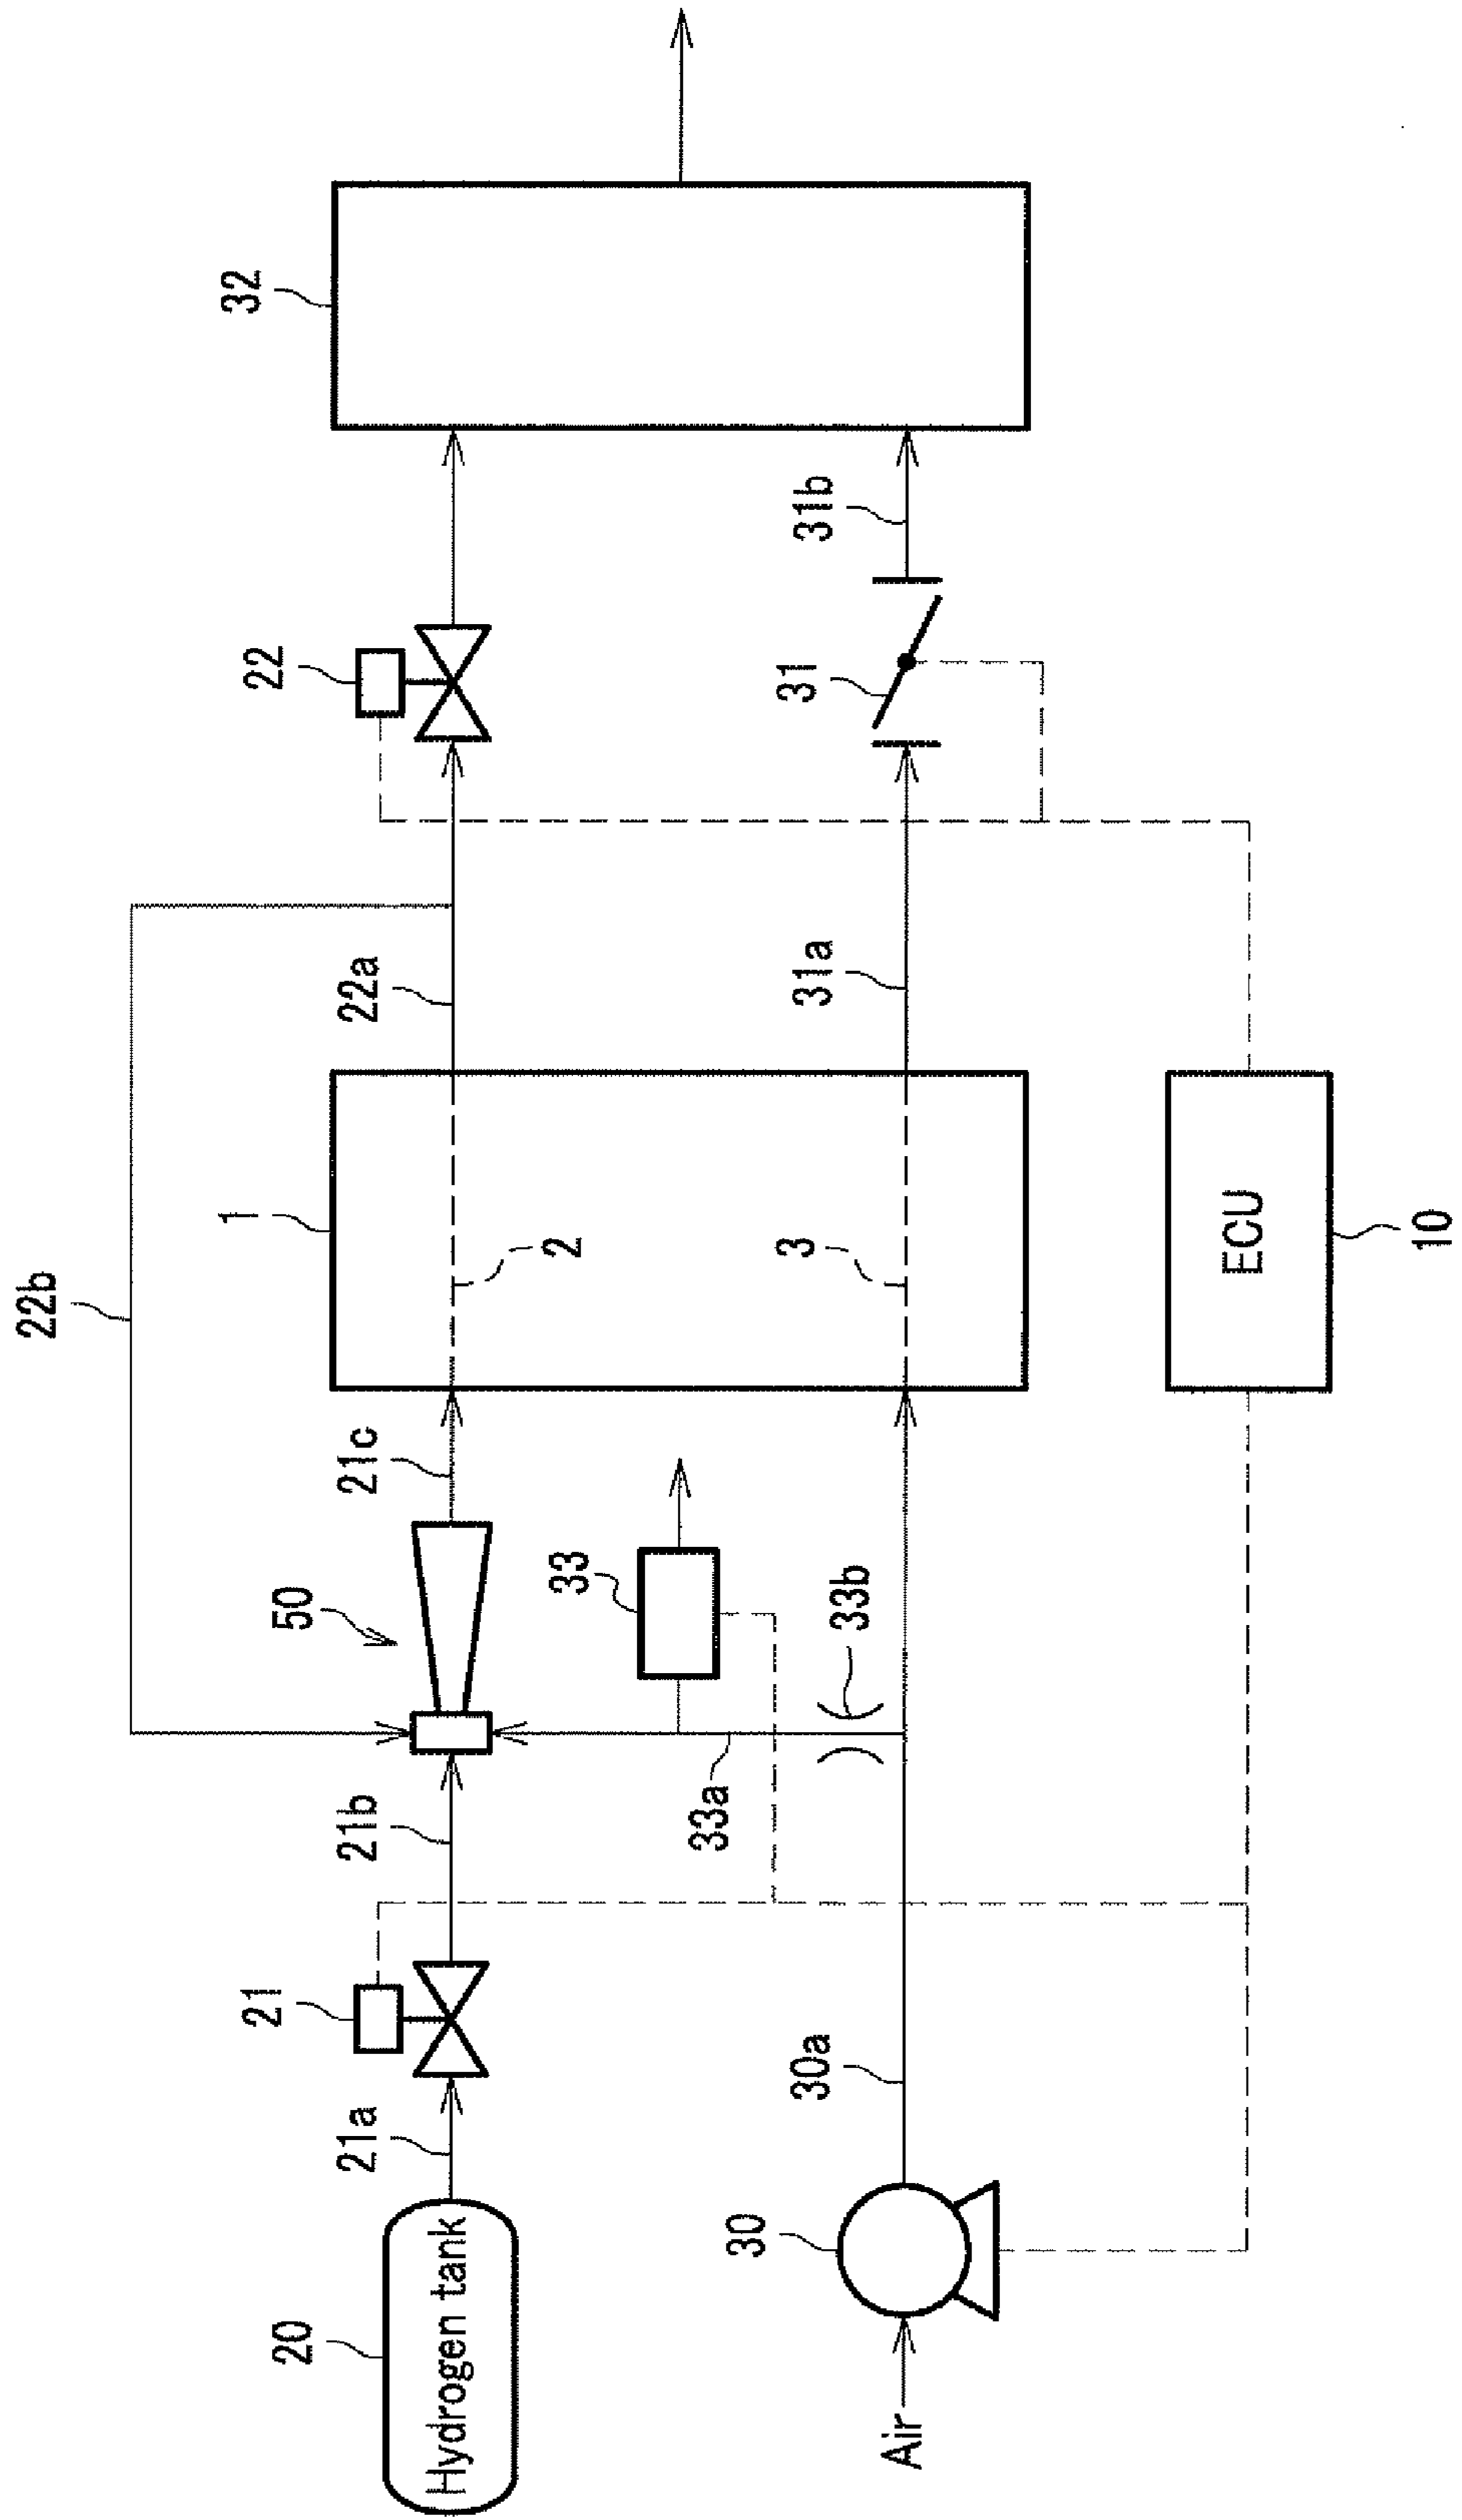 22b
20
Hydrogen tank
21a
21
21b
50
21c
1
2
22a
22
32
33
33a
33b
3
Air
30
30a
31a
31
31b
ECU
10